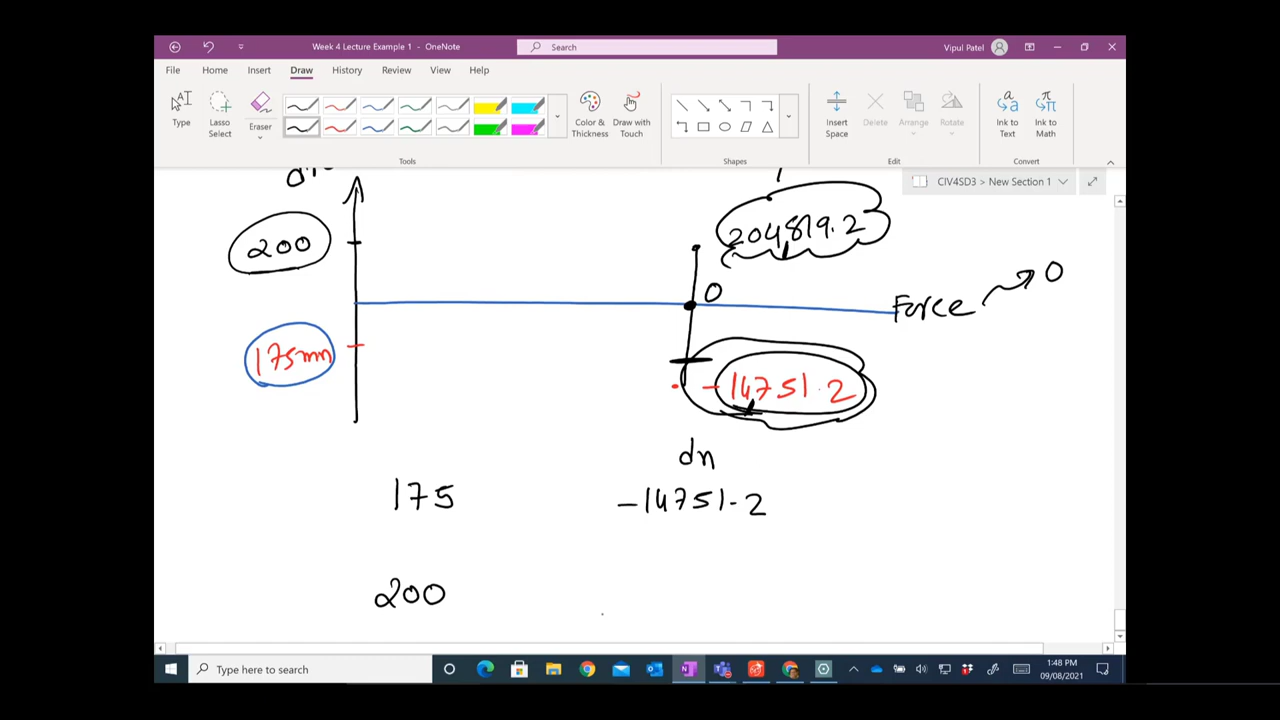 Week 4 Lecture Example 1 - OneNote
Search
Vipul Patel
File Home Insert Draw History Review View Help
Type
Lasso Select
Eraser
Color & Thickness
Draw with Touch
Insert Space
Delete
Arrange
Rotate
Ink to Text
Ink to Math
Tools
Shapes
Edit
Convert
CIV4SD3 > New Section 1
200
204819.2
0
Force
0
175mm
-14751.2
dn
175
-14751.2
200
Type here to search
1:48 PM
09/08/2021